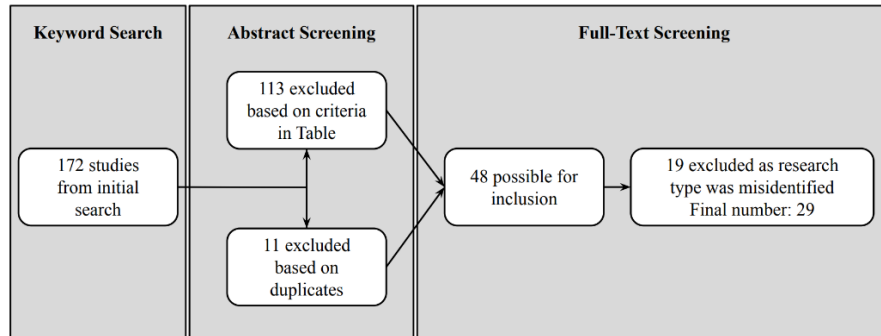 Keyword Search
Abstract Screening
Full-Text Screening
172 studies
from initial
search
113 excluded
based on criteria
in Table
11 excluded
based on
duplicates
48 possible for
inclusion
19 excluded as research
type was misidentified
Final number: 29